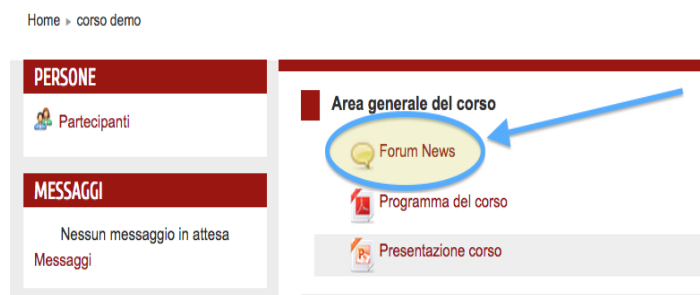 Home ▸ corso demo
PERSONE
Partecipanti
MESSAGGI
Nessun messaggio in attesa
Messaggi
Area generale del corso
Forum News
Programma del corso
Presentazione corso